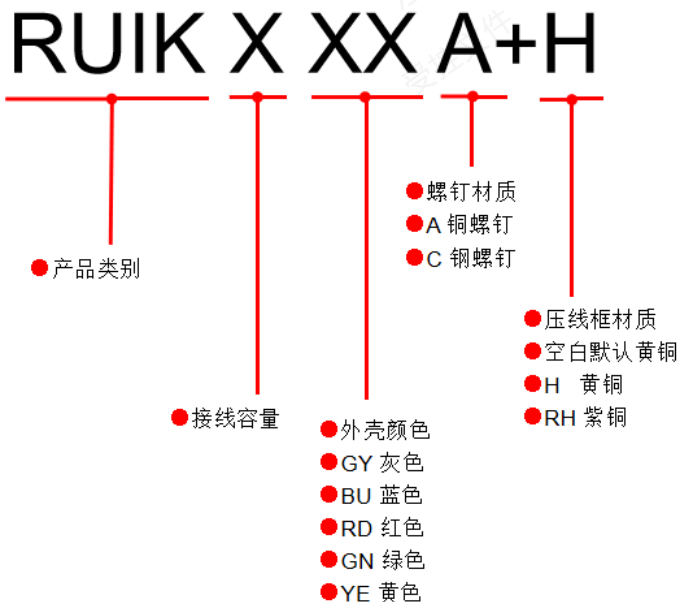 RUIK X XX A+H
产品类别
接线容量
外壳颜色
GY 灰色
BU 蓝色
RD 红色
GN 绿色
YE 黄色
螺钉材质
A 铜螺钉
C 钢螺钉
压线框材质
空白默认黄铜
H 黄铜
RH 紫铜